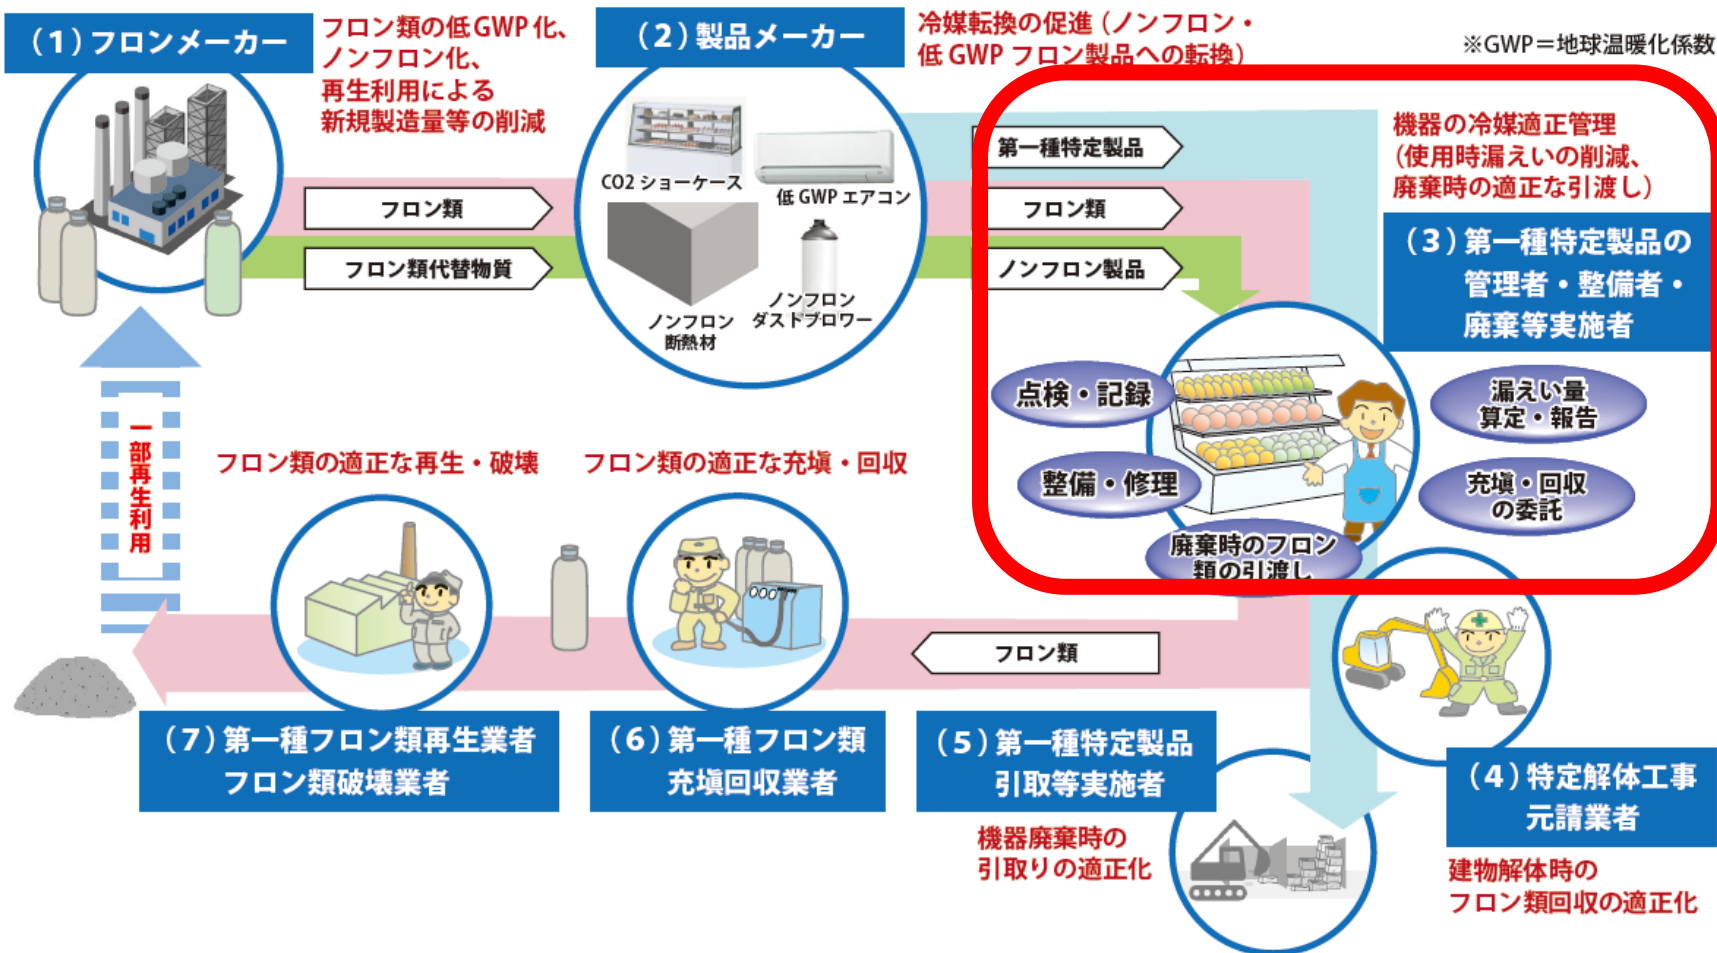 （1）フロンメーカー
フロン類の低GWP化、
ノンフロン化、
再生利用による
新規製造量等の削減
（2）製品メーカー
冷媒転換の促進（ノンフロン・
低GWPフロン製品への転換）
※GWP＝地球温暖化係数
CO2ショーケース
低GWPエアコン
ノンフロン
断熱材
ノンフロン
ダストブロワー
フロン類
フロン類代替物質
第一種特定製品
フロン類
ノンフロン製品
機器の冷媒適正管理
（使用時漏えいの削減、
廃棄時の適正な引渡し）
（3）第一種特定製品の
管理者・整備者・
廃棄等実施者
点検・記録
整備・修理
廃棄時のフロン
類の引渡し
漏えい量
算定・報告
充塡・回収
の委託
一部再生利用
フロン類の適正な再生・破壊
フロン類の適正な充塡・回収
フロン類
（7）第一種フロン類再生業者
フロン類破壊業者
（6）第一種フロン類
充塡回収業者
（5）第一種特定製品
引取等実施者
機器廃棄時の
引取りの適正化
（4）特定解体工事
元請業者
建物解体時の
フロン類回収の適正化